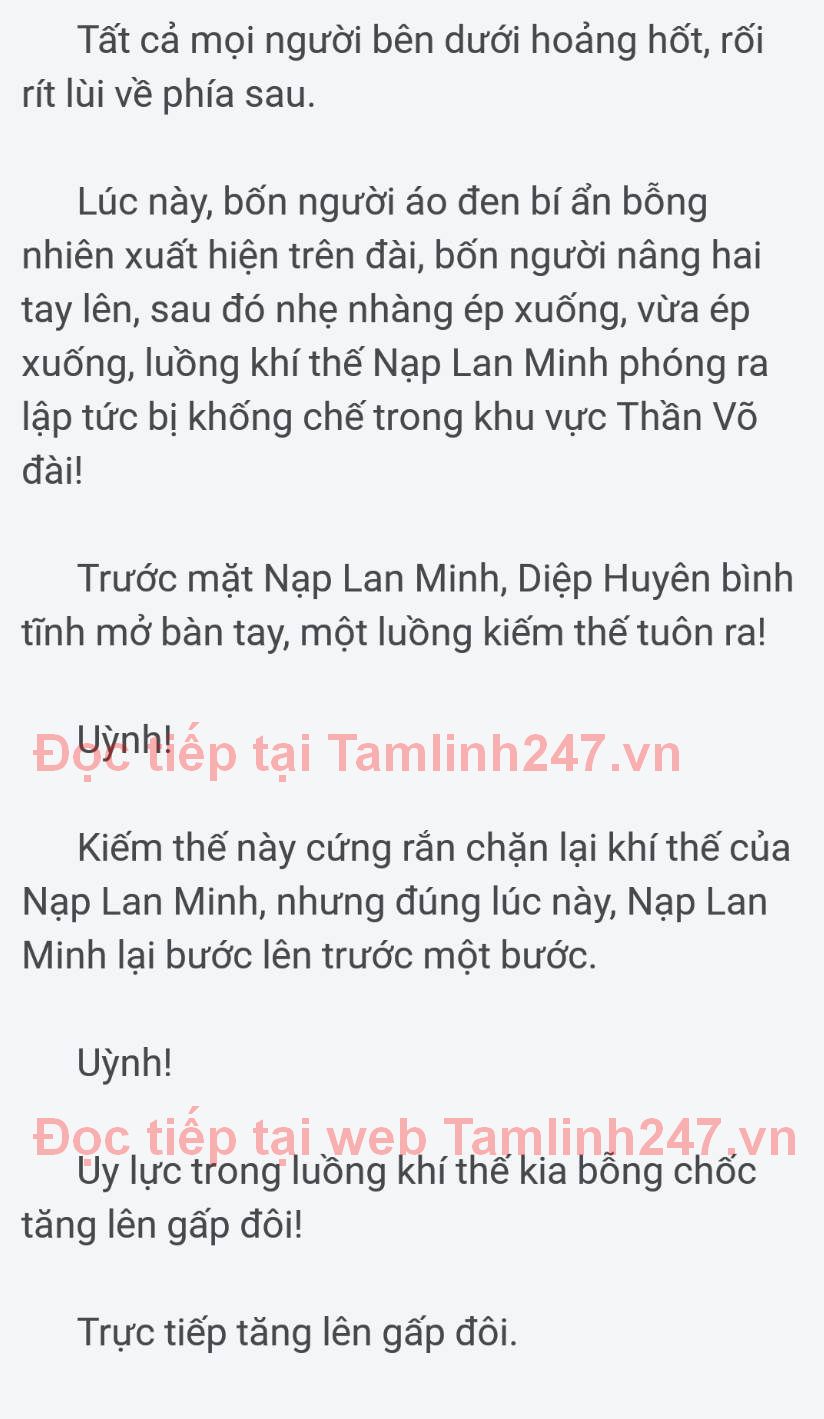 Tất cả mọi người bên dưới hoảng hốt, rối
rít lùi về phía sau.
Lúc này, bốn người áo đen bí ẩn bỗng
nhiên xuất hiện trên đài, bốn người nâng hai
tay lên, sau đó nhẹ nhàng ép xuống, vừa ép
xuống, luồng khí thế Nạp Lan Minh phóng ra
lập tức bị khống chế trong khu vực Thần Võ
đài!
Trước mặt Nạp Lan Minh, Diệp Huyên bình
tĩnh mở bàn tay, một luồng kiếm thế tuôn ra!
Uỳnh!
Đọc tiếp tại Tamlinh247.vn
Kiếm thế này cứng rắn chặn lại khí thế của
Nạp Lan Minh, nhưng đúng lúc này, Nạp Lan
Minh lại bước lên trước một bước.
Uỳnh!
Đọc tiếp tại web Tamlinh247.vn
Uy lực trong luồng khí thế kia bỗng chốc
tăng lên gấp đôi!
Trực tiếp tăng lên gấp đôi.